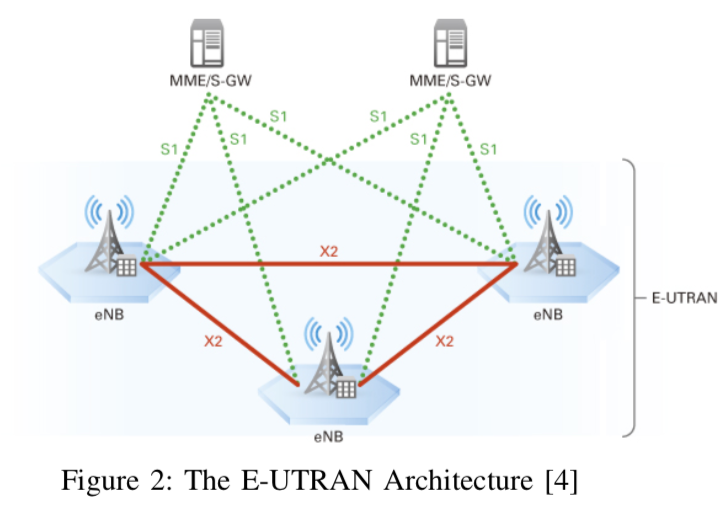 MME/S-GW MME/S-GW
S1 S1
S1 S1
S1 S1
X2
E-UTRAN
eNB eNB
X2 X2
eNB
Figure 2: The E-UTRAN Architecture [4]